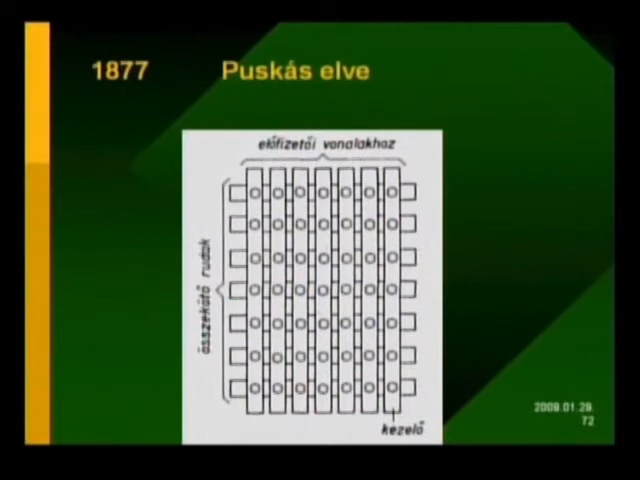 1877 Puskás elve
előfizetői vonalakhoz
összekötő rudak
kezelő
2009.01.29.
72